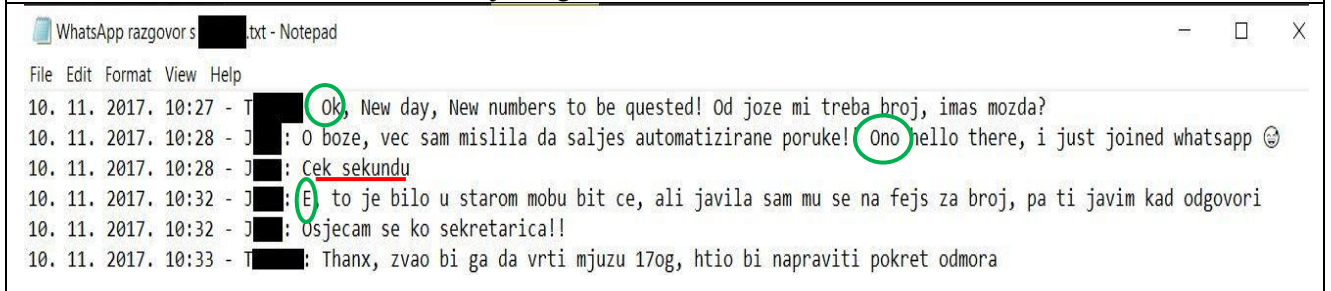 WhatsApp razgovor s .txt - Notepad
File Edit Format View Help
10. 11. 2017. 10:27 - T Ok, New day, New numbers to be quested! Od joze mi treba broj, imas mozda?
10. 11. 2017. 10:28 - J : O boze, vec sam mislila da saljes automatizirane poruke! Ono hello there, i just joined whatsapp 😅
10. 11. 2017. 10:28 - J : Cek sekundu
10. 11. 2017. 10:32 - J : E, to je bilo u starom mobu bit ce, ali javila sam mu se na fejs za broj, pa ti javim kad odgovori
10. 11. 2017. 10:32 - J : Osjecam se ko sekretarica!!
10. 11. 2017. 10:33 - T : Thanx, zvao bi ga da vrti mjuzu 17og, htio bi napraviti pokret odmora